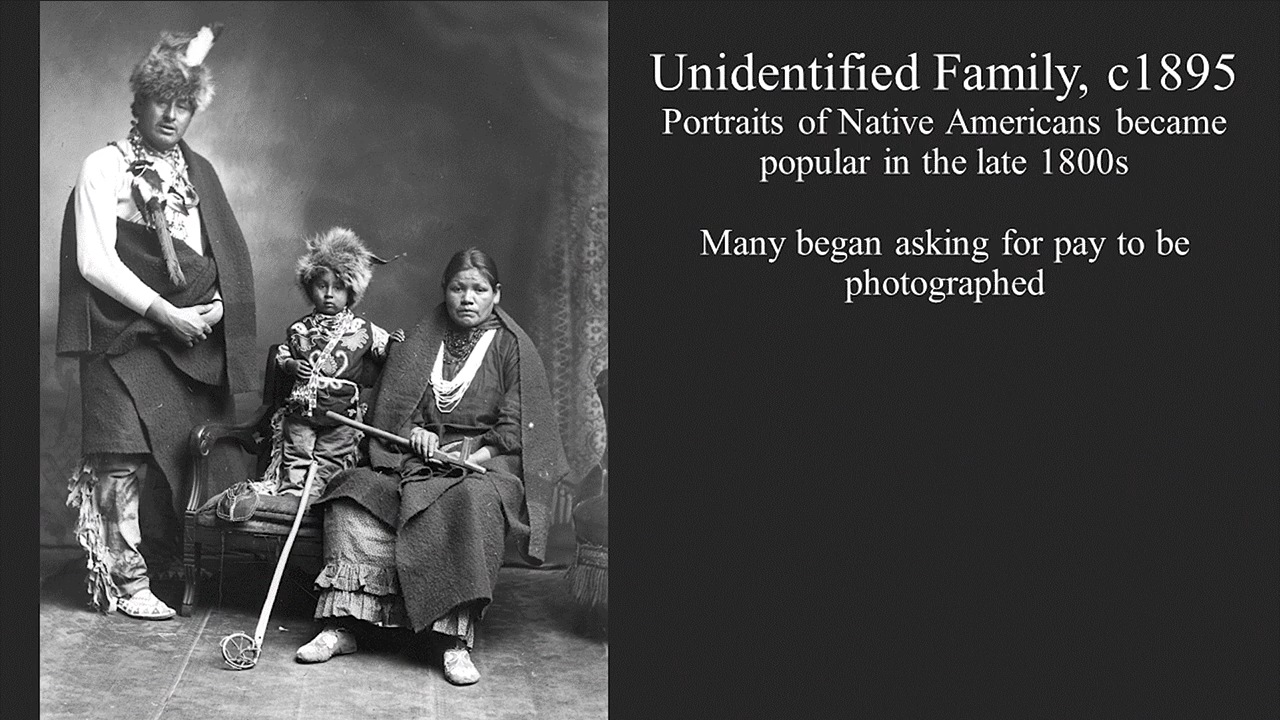 Unidentified Family, c1895
Portraits of Native Americans became
popular in the late 1800s
Many began asking for pay to be
photographed